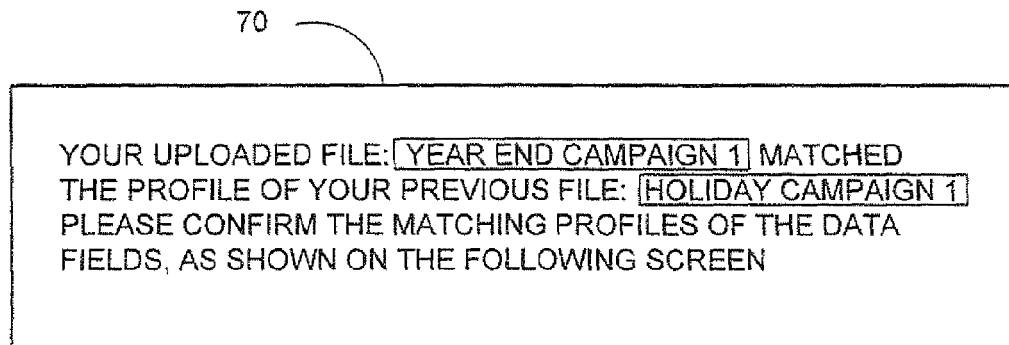 70
YOUR UPLOADED FILE: YEAR END CAMPAIGN 1 MATCHED
THE PROFILE OF YOUR PREVIOUS FILE: HOLIDAY CAMPAIGN 1
PLEASE CONFIRM THE MATCHING PROFILES OF THE DATA
FIELDS, AS SHOWN ON THE FOLLOWING SCREEN